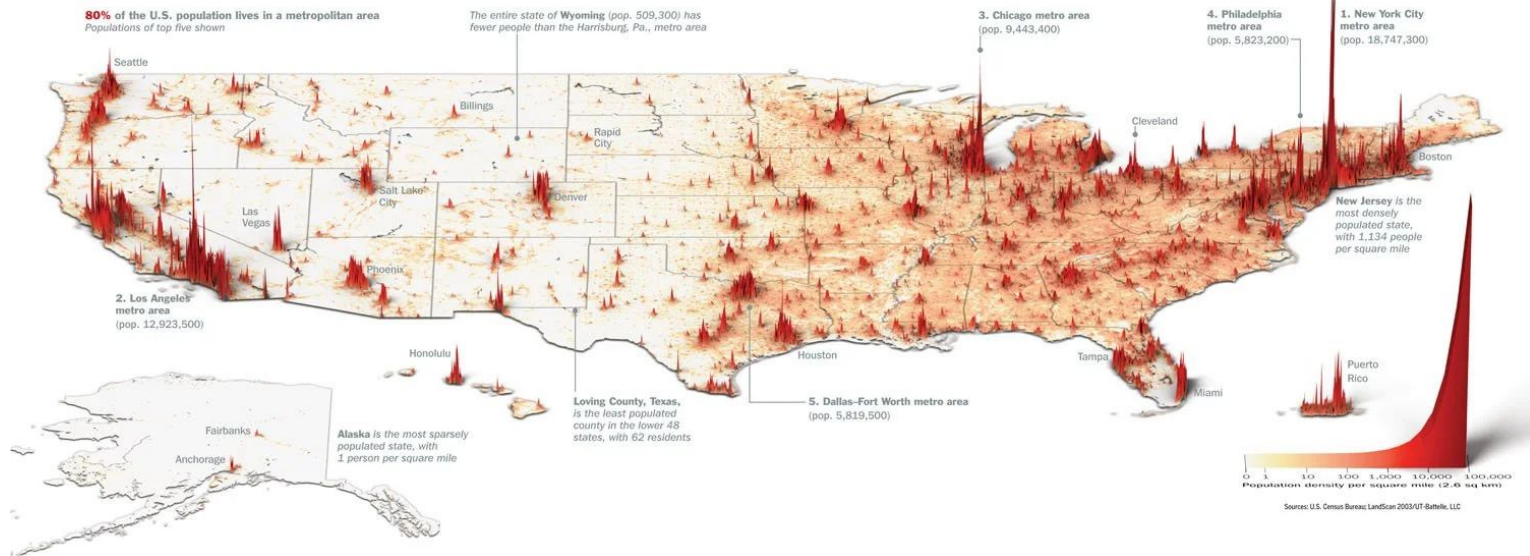 80% of the U.S. population lives in a metropolitan area
Populations of top five shown
The entire state of Wyoming (pop. 509,300) has
fewer people than the Harrisburg, Pa., metro area
3. Chicago metro area
(pop. 9,443,400)
4. Philadelphia
metro area
(pop. 5,823,200)
1. New York City
metro area
(pop. 18,747,300)
Seattle
Billings
Rapid
City
Cleveland
Boston
Salt Lake
City
Denver
Las
Vegas
Phoenix
New Jersey is the
most densely
populated state,
with 1,134 people
per square mile
2. Los Angeles
metro area
(pop. 12,923,500)
Honolulu
Houston
Tampa
Miami
Puerto
Rico
Loving County, Texas,
is the least populated
county in the lower 48
states, with 62 residents
5. Dallas–Fort Worth metro area
(pop. 5,819,500)
Fairbanks
Anchorage
Alaska is the most sparsely
populated state, with
1 person per square mile
0 1 10 100 1,000 10,000 100,000
Population density per square mile (2.6 sq km)
Sources: U.S. Census Bureau; LandScan 2003/UT-Battelle, LLC